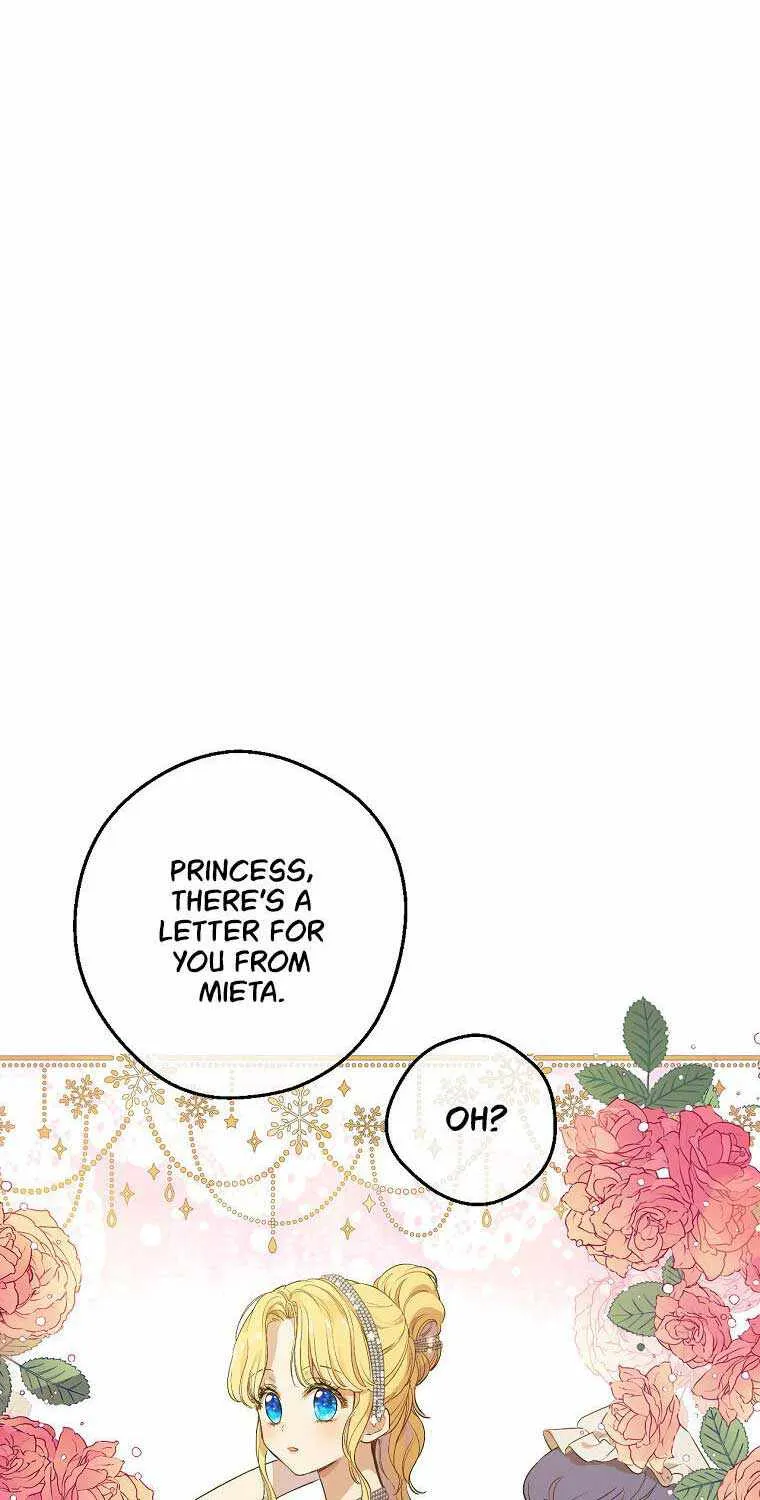 PRINCESS,
THERE'S A
LETTER FOR
YOU FROM
MIETA.
OH?